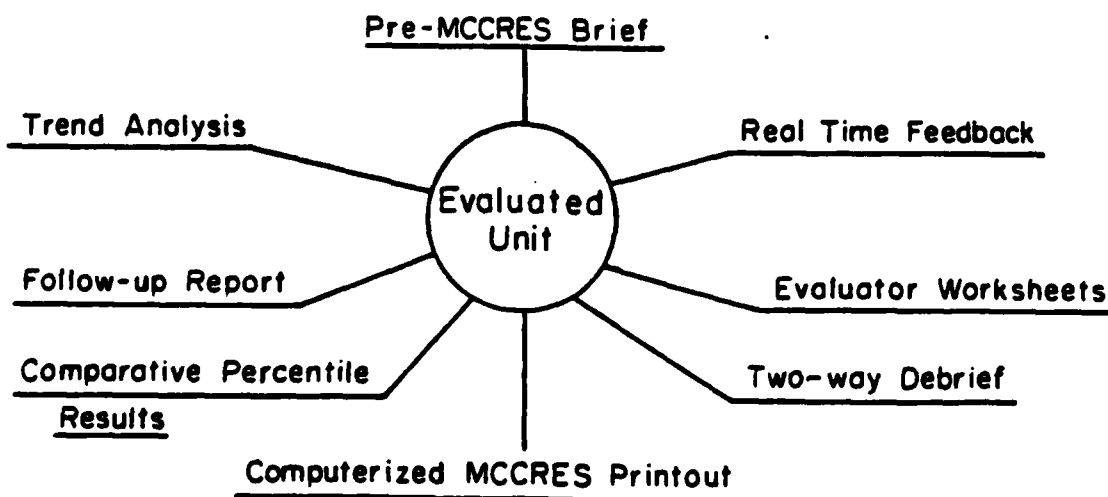 Pre-MCCRES Brief
Trend Analysis
Real Time Feedback
Evaluated
Unit
Follow-up Report
Evaluator Worksheets
Comparative Percentile
Results
Two-way Debrief
Computerized MCCRES Printout